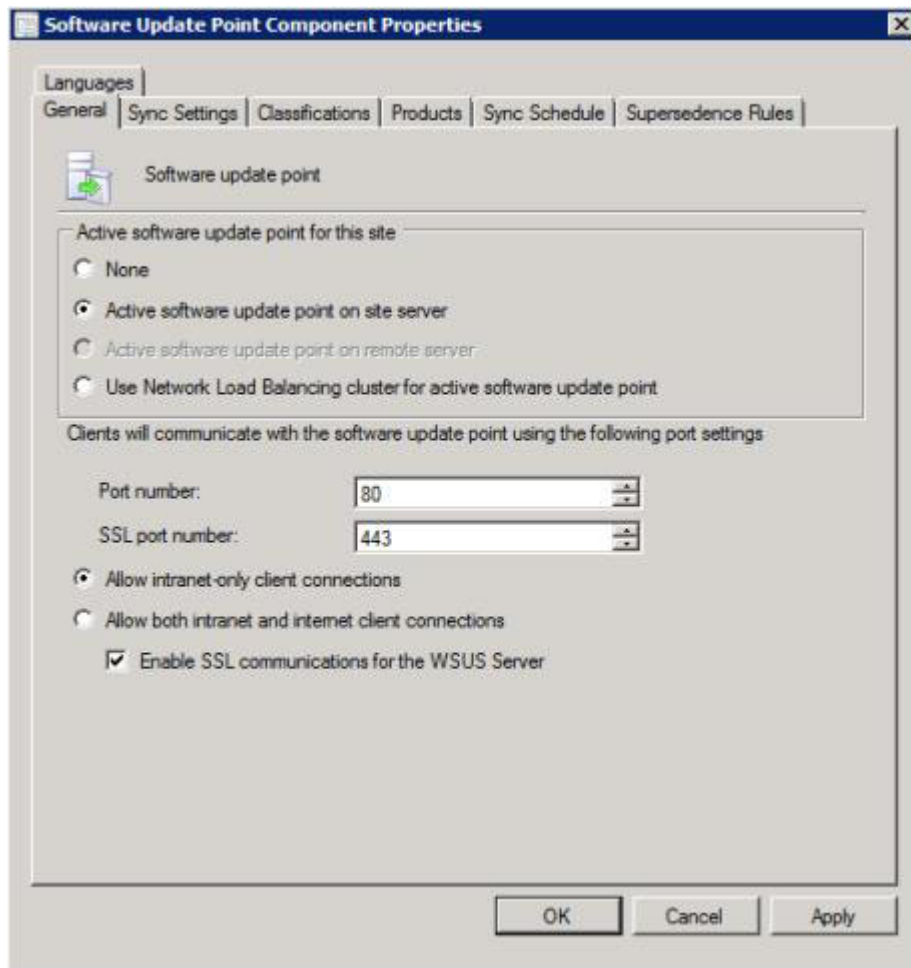 Software Update Point Component Properties
Languages
General Sync Settings Classifications Products Sync Schedule Supersedence Rules
Software update point
Active software update point for this site
None
Active software update point on site server
Active software update point on remote server
Use Network Load Balancing cluster for active software update point
Clients will communicate with the software update point using the following port settings
Port number: 80
SSL port number: 443
Allow intranet-only client connections
Allow both intranet and internet client connections
Enable SSL communications for the WSUS Server
OK Cancel Apply